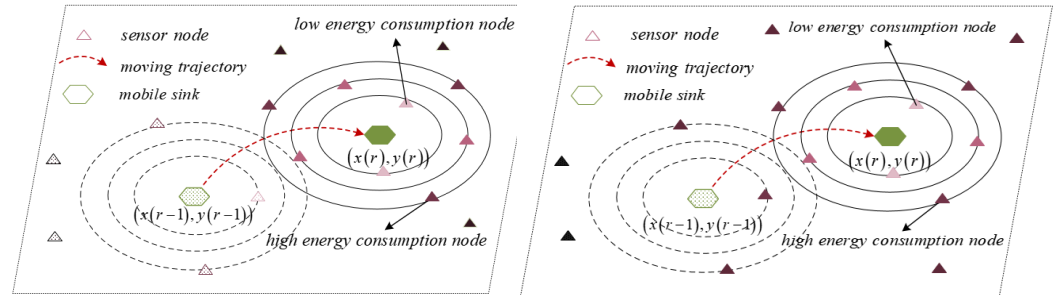 low energy consumption node
sensor node
moving trajectory
mobile sink
(x(r), y(r))
(x(r−1), y(r−1))
high energy consumption node
low energy consumption node
sensor node
moving trajectory
mobile sink
(x(r), y(r))
(x(r−1), y(r−1))
high energy consumption node